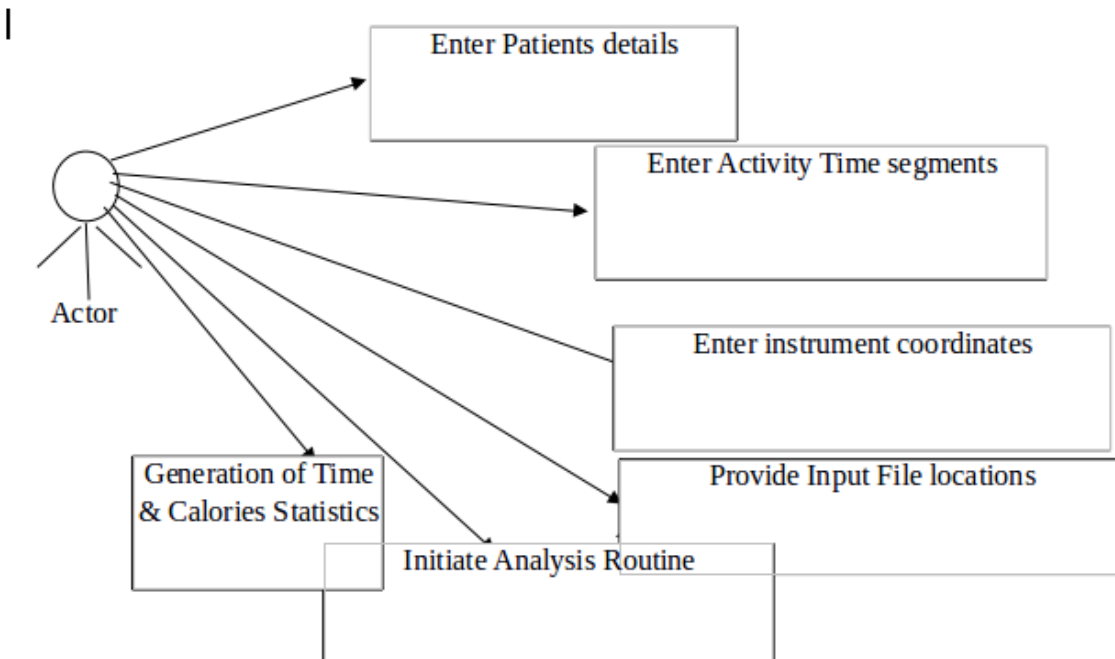 Enter Patients details
Enter Activity Time segments
Actor
Enter instrument coordinates
Generation of Time
& Calories Statistics
Provide Input File locations
Initiate Analysis Routine